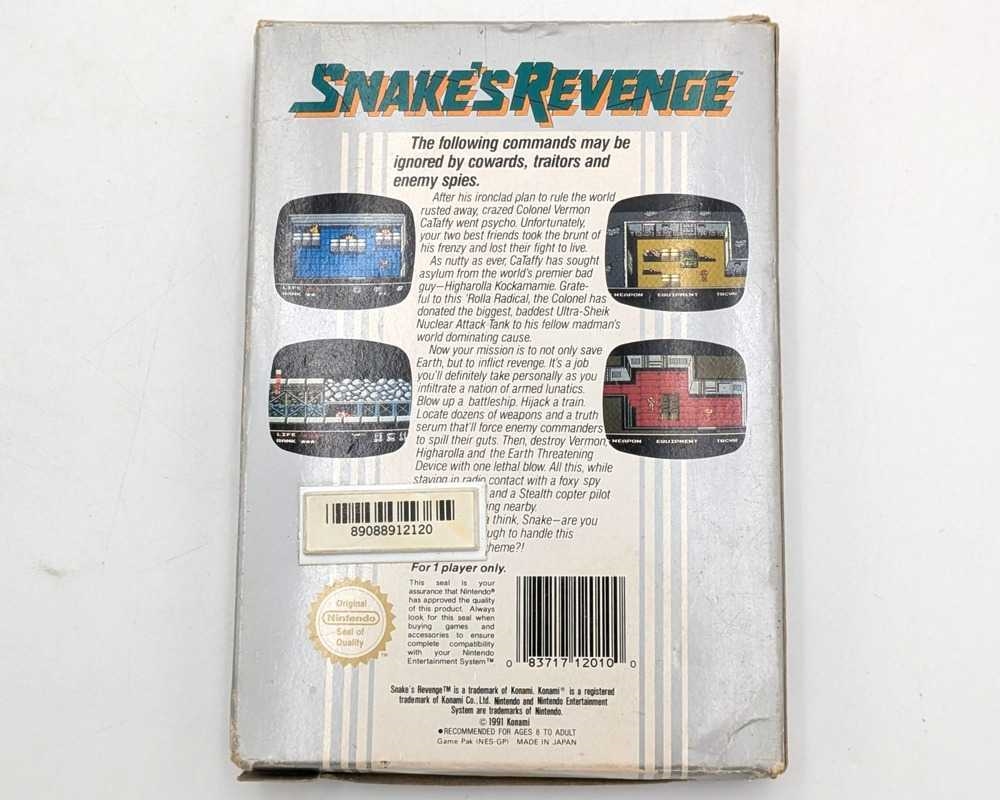 SNAKE'S REVENGE™
The following commands may be
ignored by cowards, traitors and
enemy spies.
After his ironclad plan to rule the world
rusted away, crazed Colonel Vermon
CaTaffy went psycho. Unfortunately,
your two best friends took the brunt of
his frenzy and lost their fight to live.
As nutty as ever, CaTaffy has sought
asylum from the world's premier bad
guy—Higharolla Kockamamie. Grate-
ful to this 'Rolla Radical, the Colonel has
donated the biggest, baddest Ultra-Sheik
Nuclear Attack Tank to his fellow madman's
world dominating cause.
Now your mission is to not only save
Earth, but to inflict revenge. It's a job
you'll definitely take personally as you
infiltrate a nation of armed lunatics.
Blow up a battleship. Hijack a train.
Locate dozens of weapons and a truth
serum that'll force enemy commanders
to spill their guts. Then, destroy Vermon,
Higharolla and the Earth Threatening
Device with one lethal blow. All this, while
staying in radio contact with a foxy spy
and a Stealth copter pilot
ng nearby.
think, Snake—are you
ugh to handle this
heme?!
LIFE
RANK
WEAPON EQUIPMENT
LIFE
RANK
WEAPON EQUIPMENT
89088912120
For 1 player only.
This seal is your
assurance that Nintendo®
has approved the quality
of this product. Always
look for this seal when
buying games and
accessories to ensure
complete compatibility
with your Nintendo
Entertainment System™
Original
Nintendo
Seal of
Quality
™
0 83717 12010 0
Snake's Revenge™ is a trademark of Konami. Konami® is a registered
trademark of Konami Co., Ltd. Nintendo and Nintendo Entertainment
System are trademarks of Nintendo.
© 1991 Konami
●RECOMMENDED FOR AGES 8 TO ADULT
Game Pak (NES-GP) MADE IN JAPAN